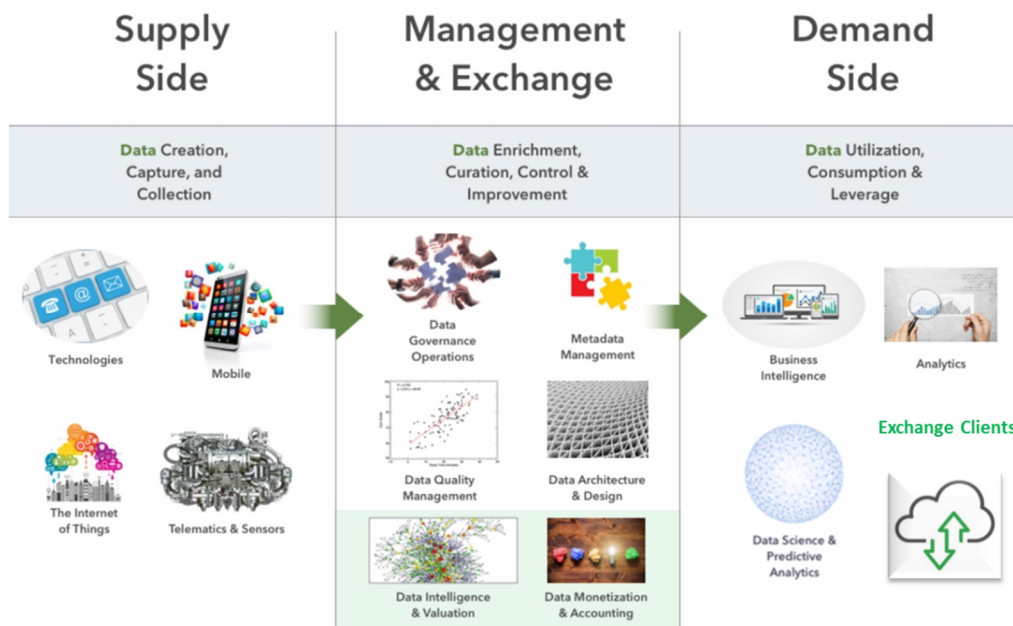 Supply
Side
Management
& Exchange
Demand
Side
Data Creation,
Capture, and
Collection
Data Enrichment,
Curation, Control &
Improvement
Data Utilization,
Consumption &
Leverage
Technologies
Mobile
The Internet
of Things
Telematics & Sensors
Data
Governance
Operations
Metadata
Management
Data Quality
Management
Data Architecture
& Design
Data Intelligence
& Valuation
Data Monetization
& Accounting
Business
Intelligence
Analytics
Data Science &
Predictive
Analytics
Exchange Clients